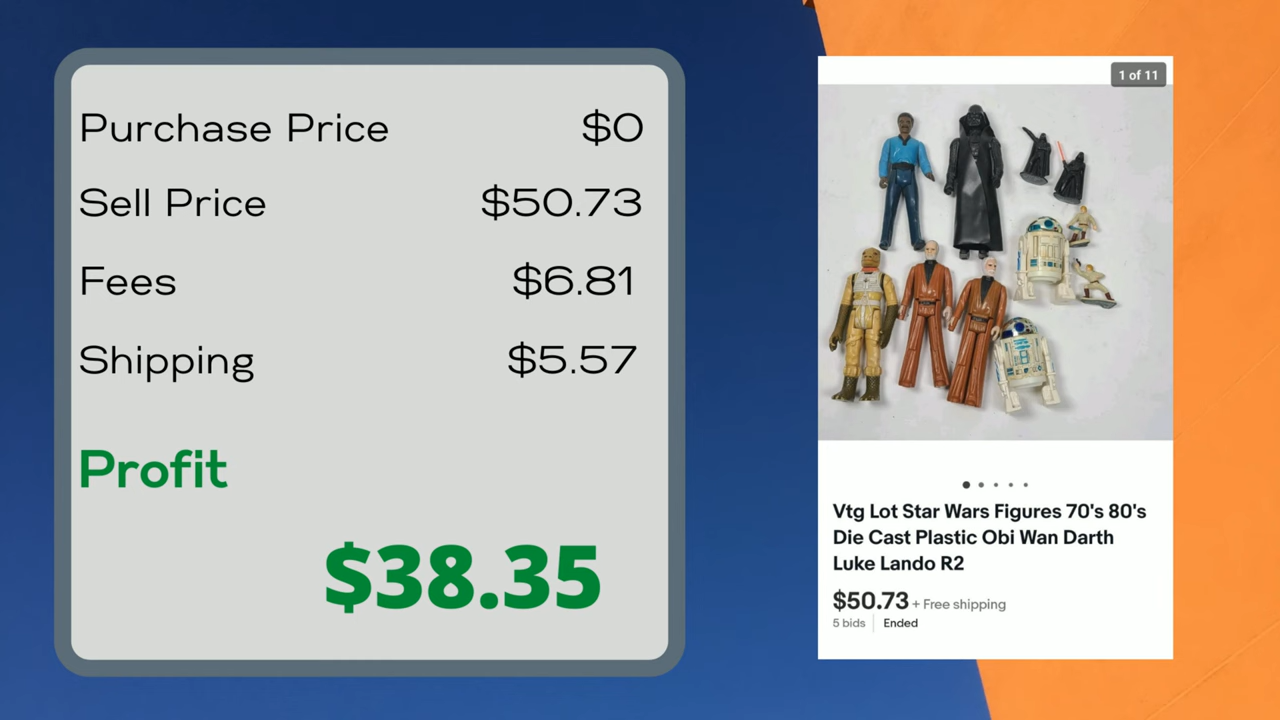 Purchase Price $0
Sell Price $50.73
Fees $6.81
Shipping $5.57
Profit
$38.35
1 of 11
Vtg Lot Star Wars Figures 70's 80's
Die Cast Plastic Obi Wan Darth
Luke Lando R2
$50.73 + Free shipping
5 bids Ended